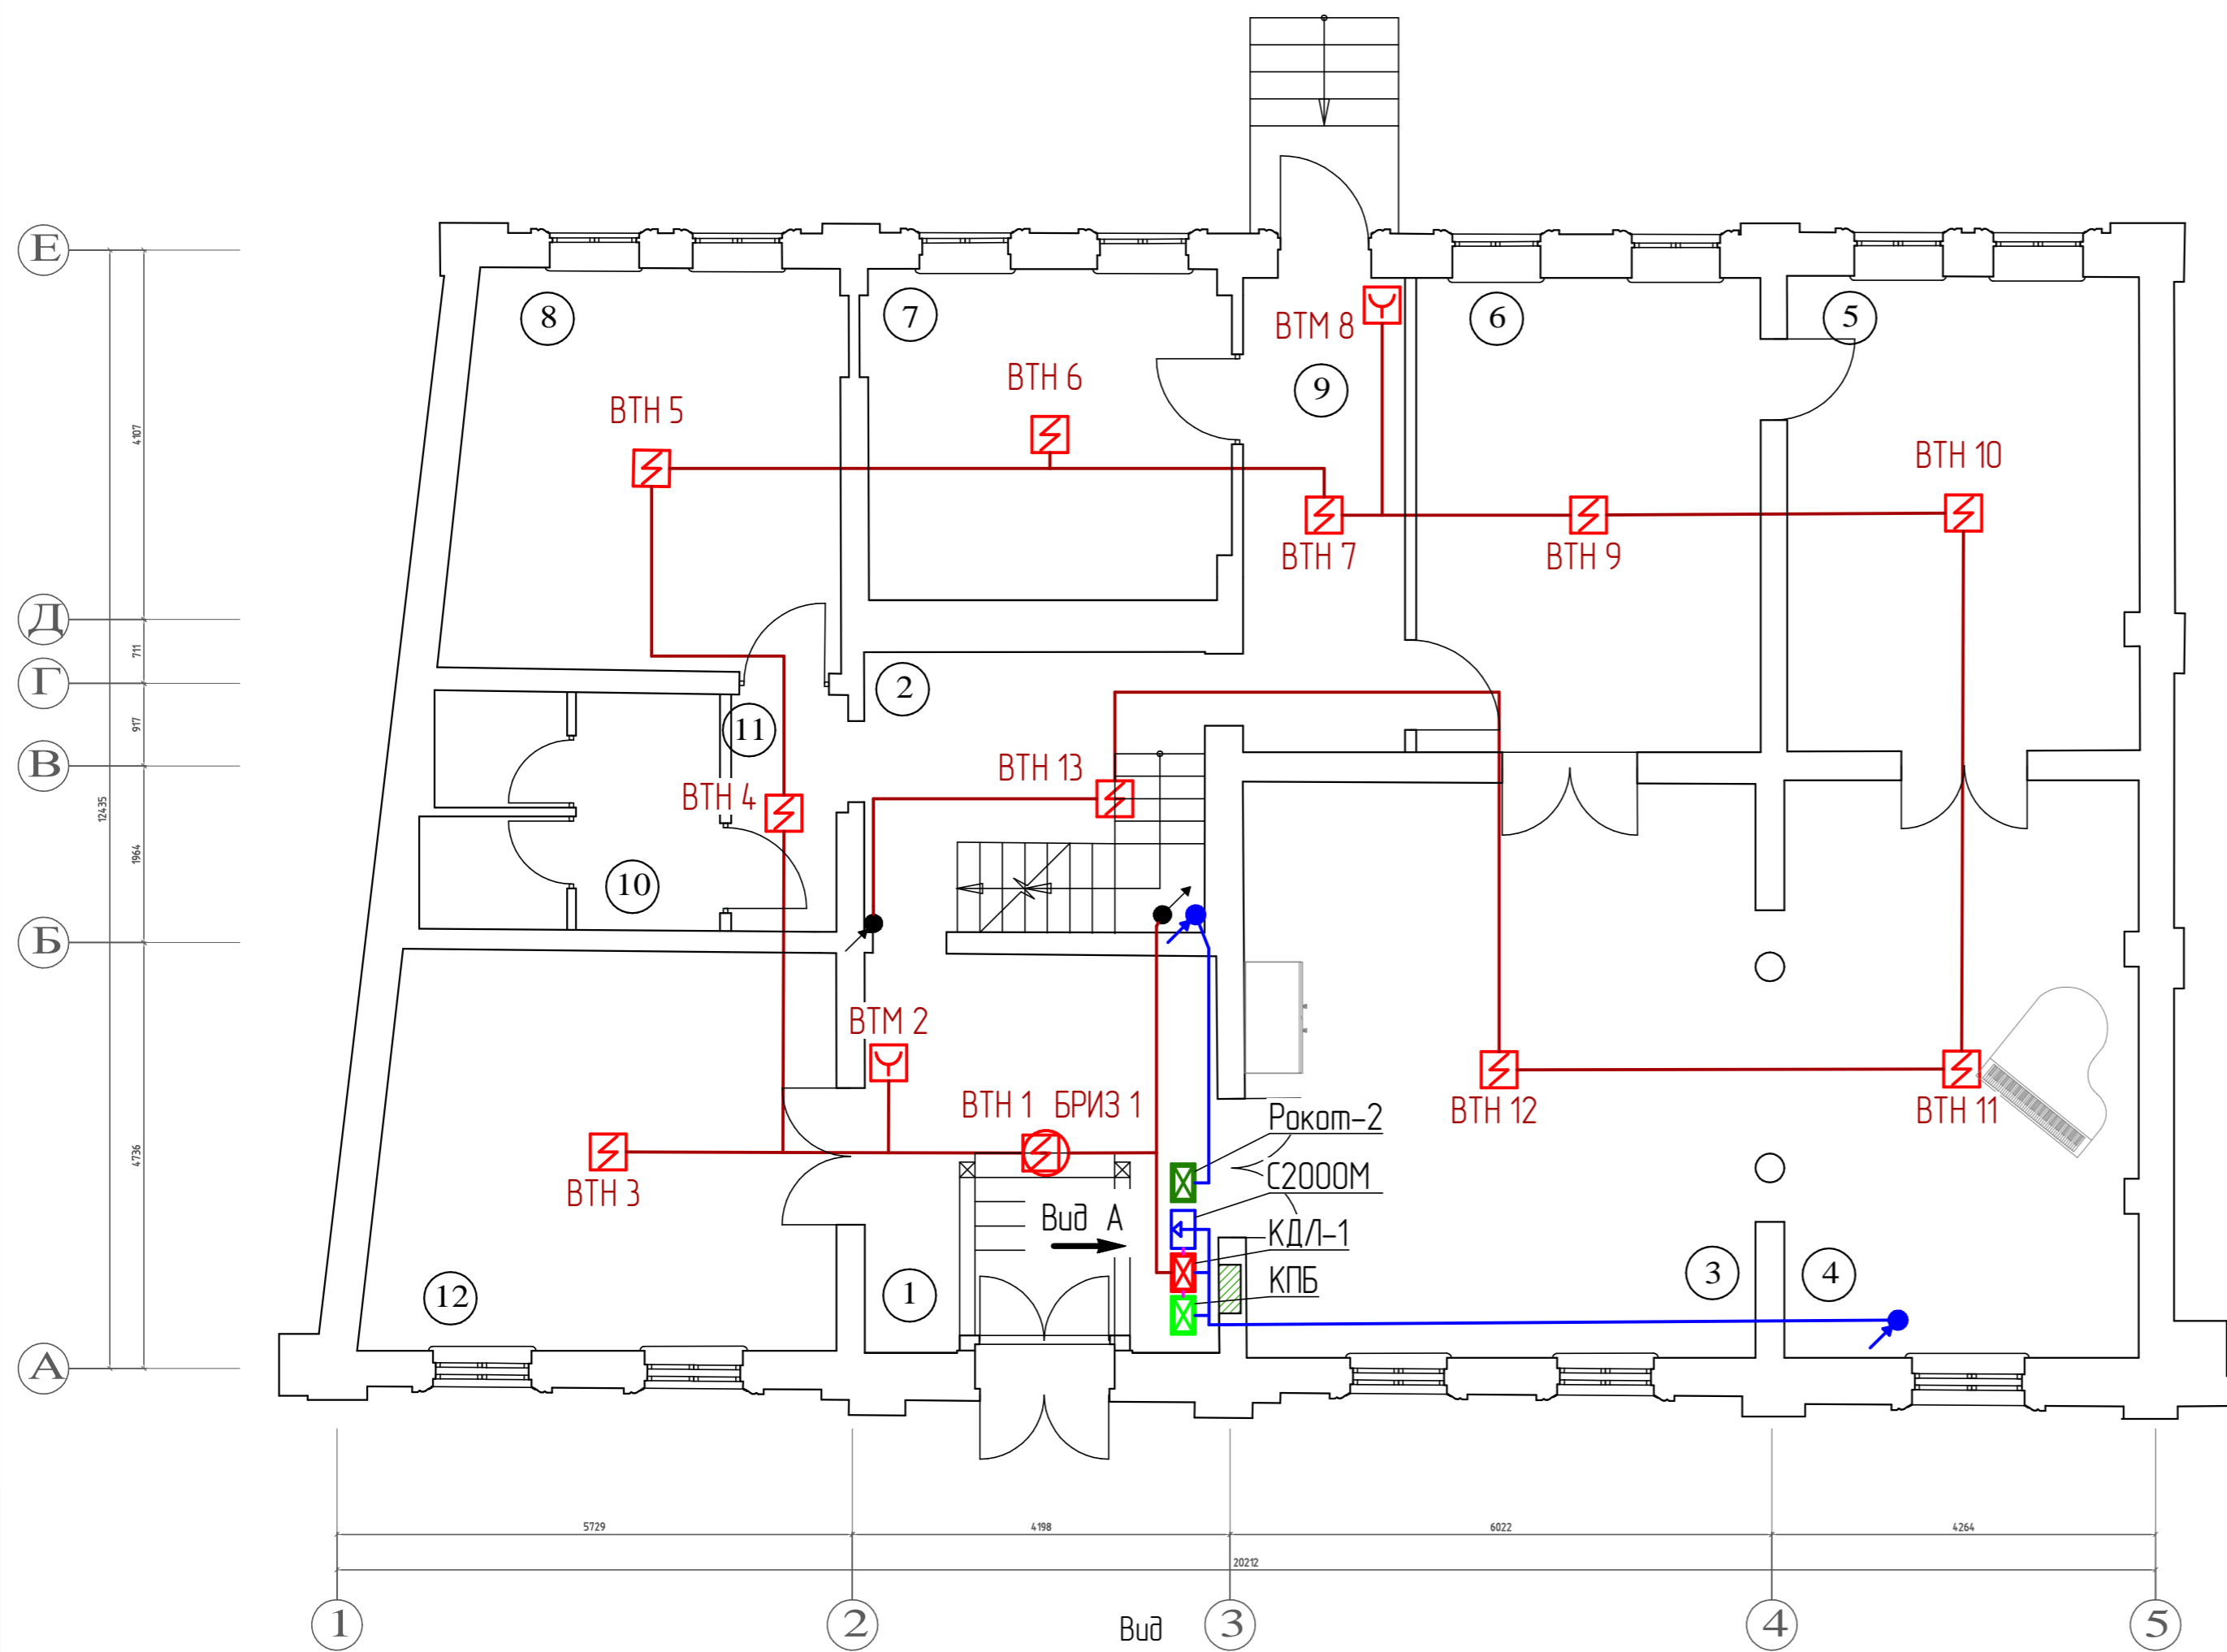 Е
8
7
6
5
ВТМ 8
9
ВТН 6
ВТН 5
4107
ВТН 10
ВТН 7
ВТН 9
Д
711
Г
2
917
11
В
ВТН 13
ВТН 4
12435
1964
10
Б
ВТМ 2
ВТН 1
БРИЗ 1
Рокот-2
ВТН 12
ВТН 11
4736
С2000М
ВТН 3
Вид А
КДЛ-1
КПБ
3
4
12
1
А
5729
4198
6022
4264
20212
1
2
3
4
5
Вид